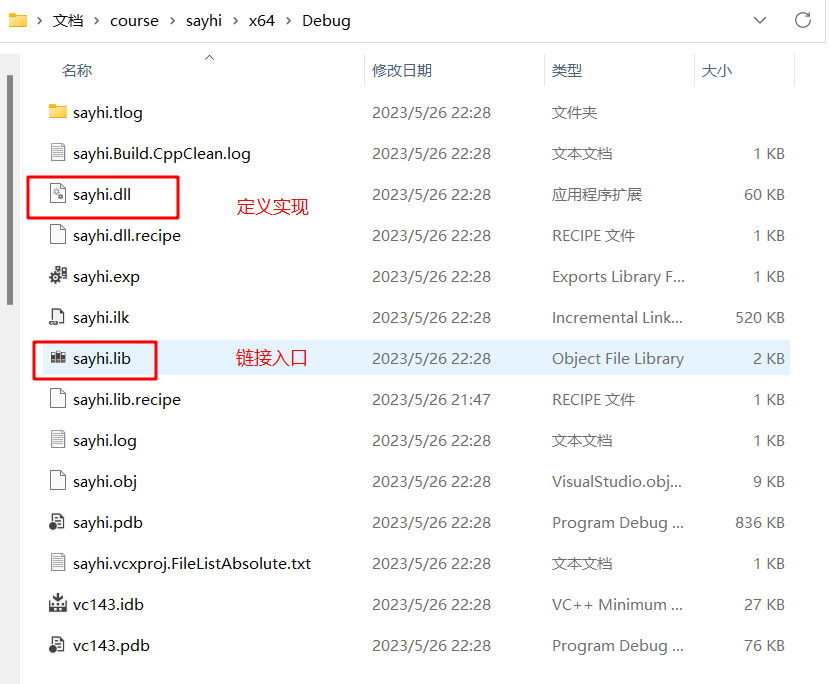 文档 course sayhi x64 Debug
名称 修改日期 类型 大小
sayhi.tlog 2023/5/26 22:28 文件夹
sayhi.Build.CppClean.log 2023/5/26 22:28 文本文档 1 KB
sayhi.dll 定义实现 2023/5/26 22:28 应用程序扩展 60 KB
sayhi.dll.recipe 2023/5/26 22:28 RECIPE 文件 1 KB
sayhi.exp 2023/5/26 22:28 Exports Library F... 1 KB
sayhi.ilk 2023/5/26 22:28 Incremental Link... 520 KB
sayhi.lib 链接入口 2023/5/26 22:28 Object File Library 2 KB
sayhi.lib.recipe 2023/5/26 21:47 RECIPE 文件 1 KB
sayhi.log 2023/5/26 22:28 文本文档 1 KB
sayhi.obj 2023/5/26 22:28 VisualStudio.obj... 9 KB
sayhi.pdb 2023/5/26 22:28 Program Debug ... 836 KB
sayhi.vcxproj.FileListAbsolute.txt 2023/5/26 22:28 文本文档 1 KB
vc143.idb 2023/5/26 22:28 VC++ Minimum ... 27 KB
vc143.pdb 2023/5/26 22:28 Program Debug ... 76 KB